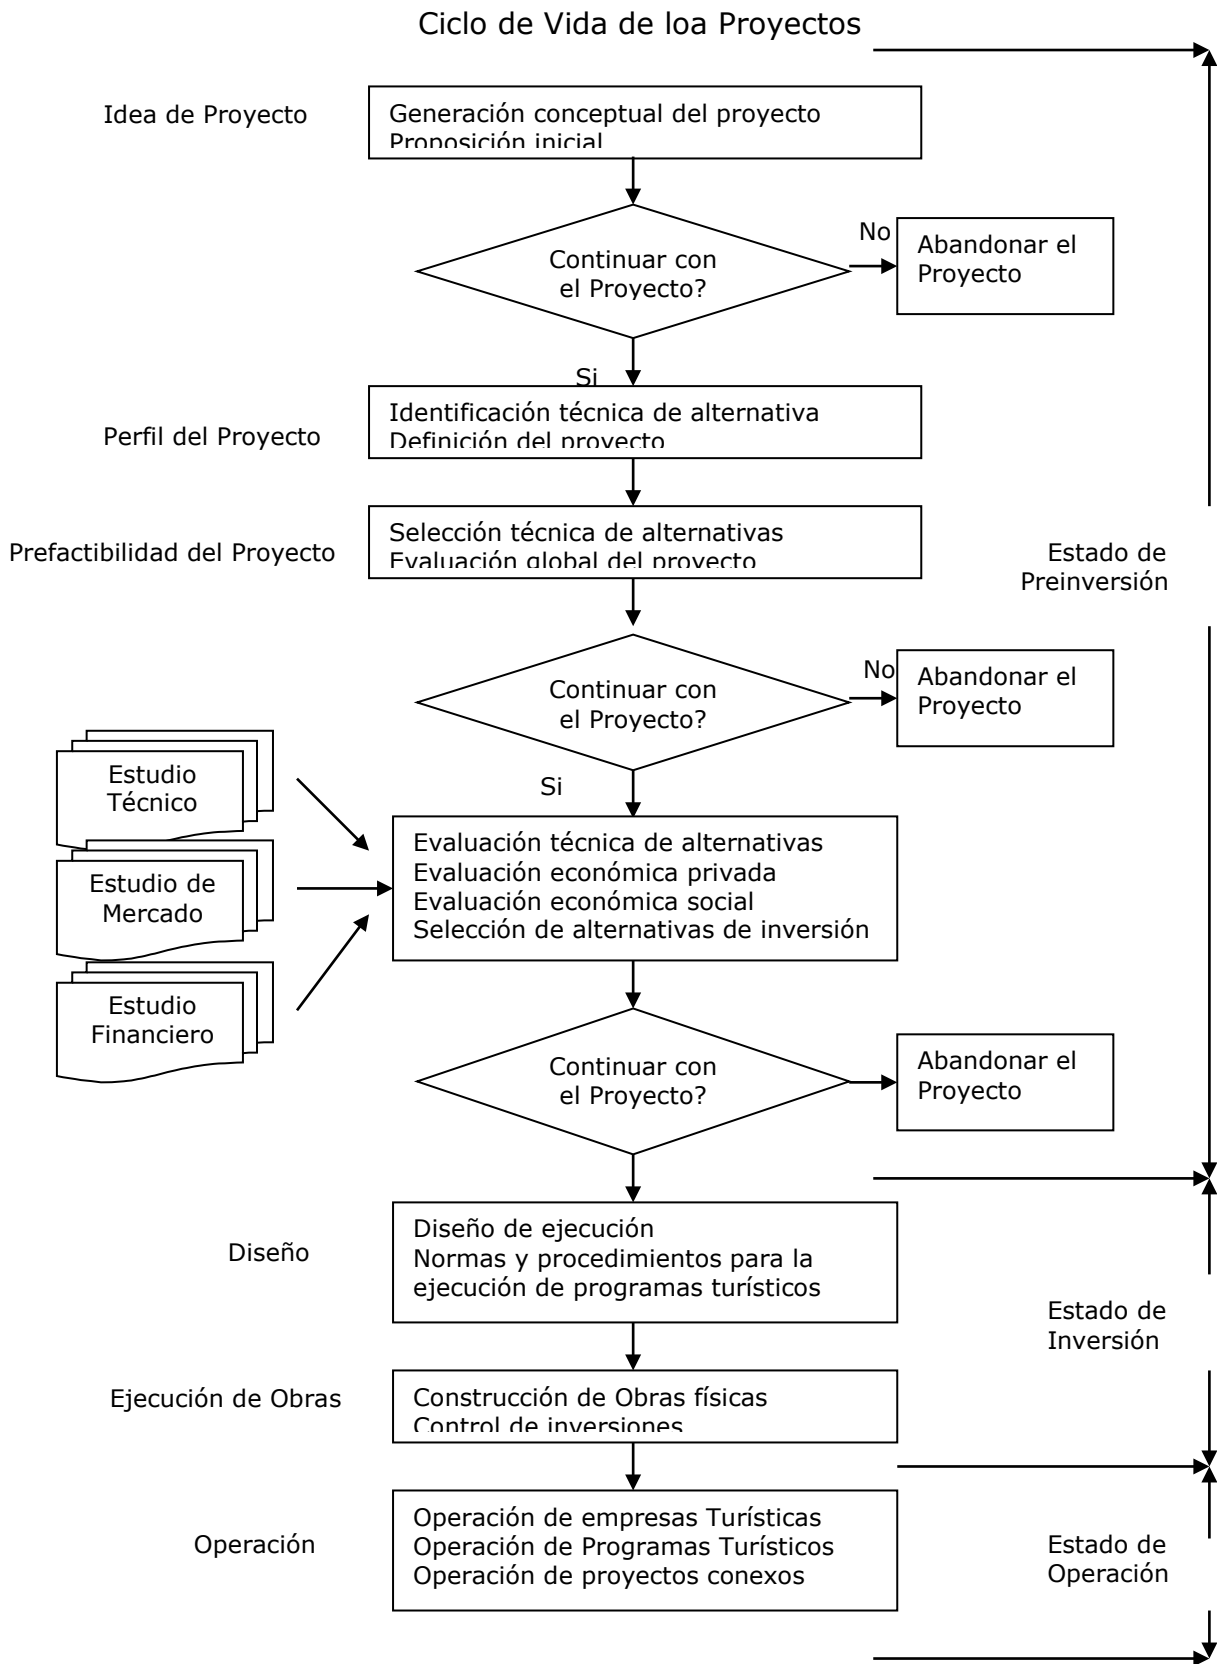 Ciclo de Vida de loa Proyectos
Idea de Proyecto
Generación conceptual del proyecto
Proposición inicial
Continuar con
el Proyecto?
No
Abandonar el
Proyecto
Si
Perfil del Proyecto
Identificación técnica de alternativa
Definición del proyecto
Prefactibilidad del Proyecto
Selección técnica de alternativas
Evaluación global del proyecto
Estado de
Preinversión
Continuar con
el Proyecto?
No
Abandonar el
Proyecto
Si
Estudio
Técnico
Estudio de
Mercado
Estudio
Financiero
Evaluación técnica de alternativas
Evaluación económica privada
Evaluación económica social
Selección de alternativas de inversión
Continuar con
el Proyecto?
Abandonar el
Proyecto
Diseño
Diseño de ejecución
Normas y procedimientos para la
ejecución de programas turísticos
Estado de
Inversión
Ejecución de Obras
Construcción de Obras físicas
Control de inversiones
Operación
Operación de empresas Turísticas
Operación de Programas Turísticos
Operación de proyectos conexos
Estado de
Operación